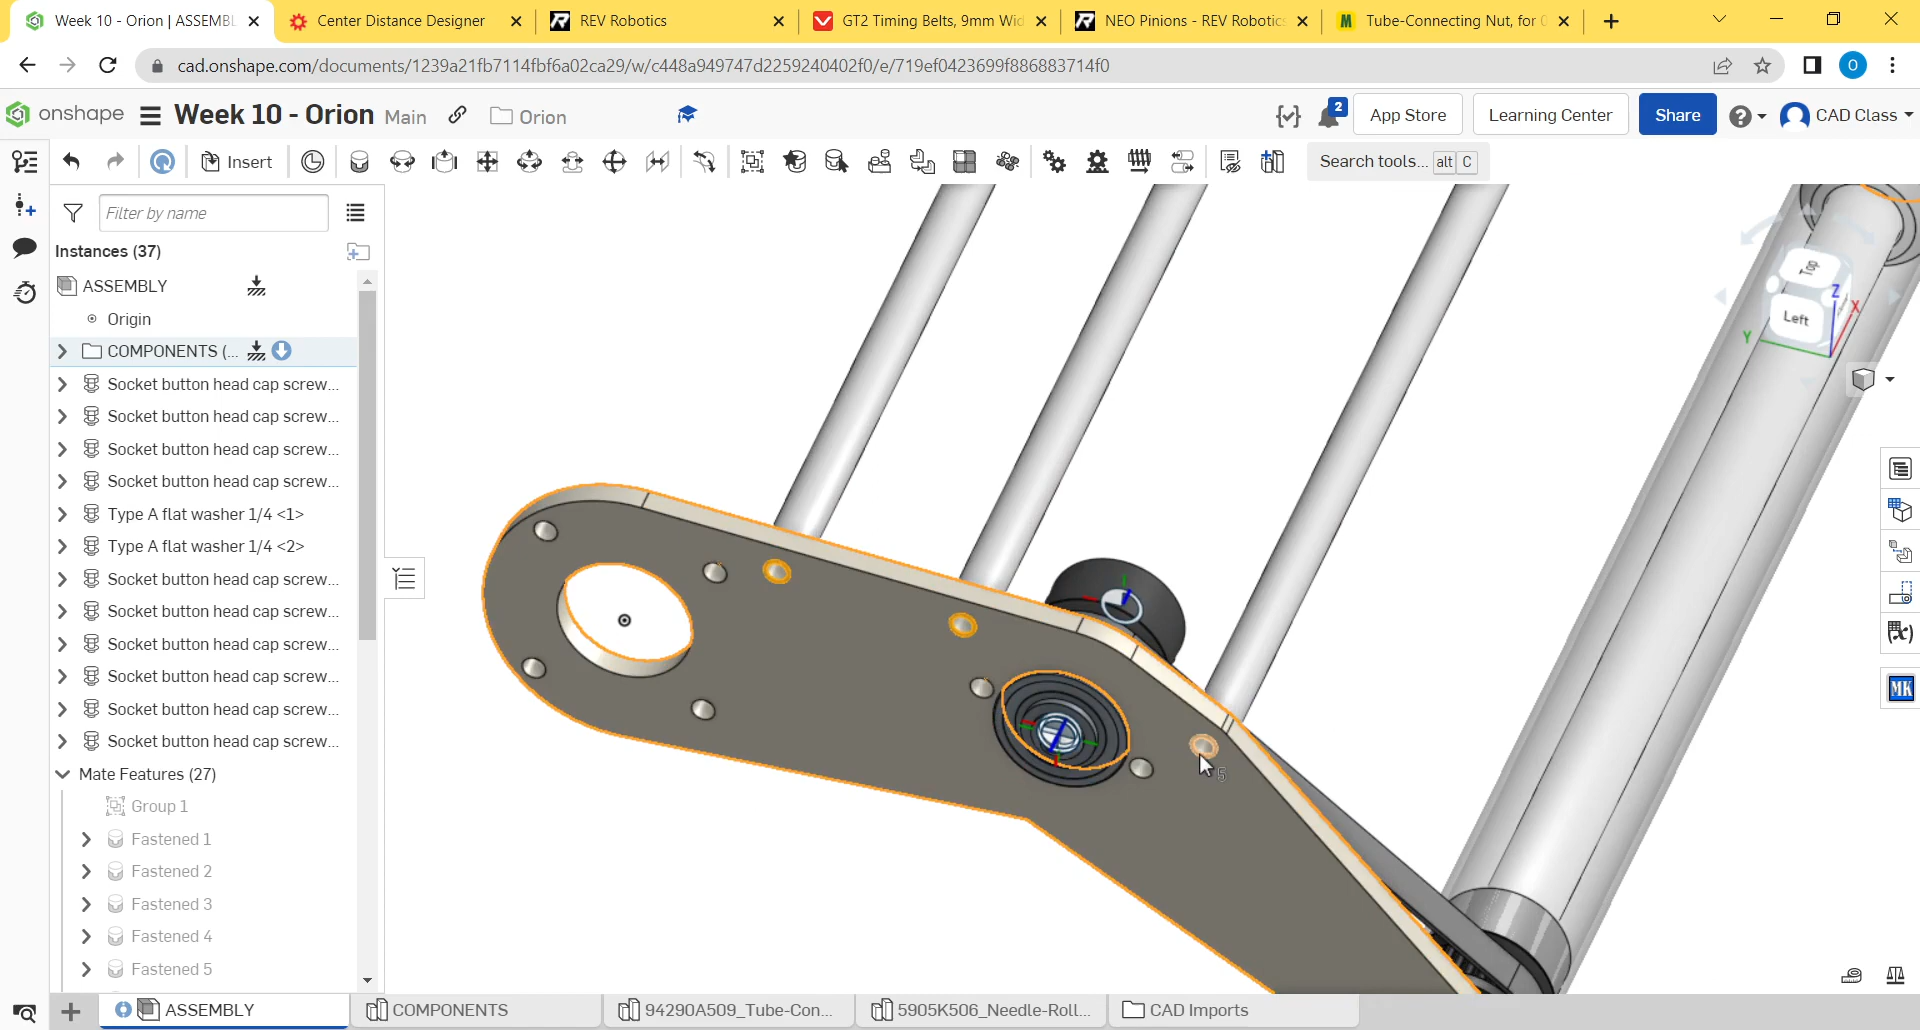 Week 10 - Orion | ASSEMBL
Center Distance Designer
REV Robotics
GT2 Timing Belts, 9mm Wid
NEO Pinions - REV Robotics
Tube-Connecting Nut, for
cad.onshape.com/documents/1239a21fb7114fbf6a02ca29/w/c448a949747d2259240402f0/e/719ef0423699f886883714f0
O
onshape
Week 10 - Orion Main
Orion
2
App Store
Learning Center
Share
CAD Class
Insert
Search tools... alt C
Filter by name
Instances (37)
ASSEMBLY
Origin
COMPONENTS (...
Socket button head cap screw...
Socket button head cap screw...
Socket button head cap screw...
Socket button head cap screw...
Type A flat washer 1/4 <1>
Type A flat washer 1/4 <2>
Socket button head cap screw...
Socket button head cap screw...
Socket button head cap screw...
Socket button head cap screw...
Socket button head cap screw...
Socket button head cap screw...
Mate Features (27)
Group 1
Fastened 1
Fastened 2
Fastened 3
Fastened 4
Fastened 5
Top
Left
Z
X
Y
5
MK
ASSEMBLY
COMPONENTS
94290A509_Tube-Con...
5905K506_Needle-Roll...
CAD Imports